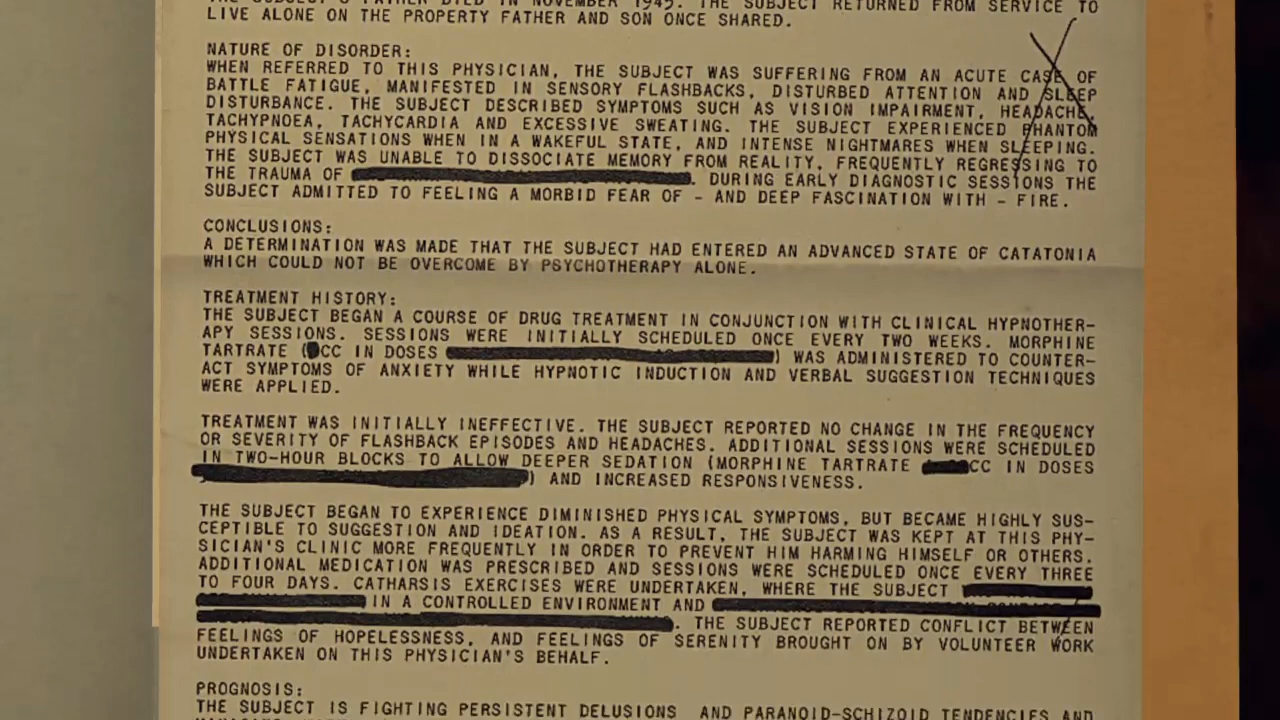 THE SUBJECT'S FATHER DIED IN NOVEMBER 1945. THE SUBJECT RETURNED FROM SERVICE TO
LIVE ALONE ON THE PROPERTY FATHER AND SON ONCE SHARED.
NATURE OF DISORDER:
WHEN REFERRED TO THIS PHYSICIAN, THE SUBJECT WAS SUFFERING FROM AN ACUTE CASE OF
BATTLE FATIGUE, MANIFESTED IN SENSORY FLASHBACKS, DISTURBED ATTENTION AND SLEEP
DISTURBANCE. THE SUBJECT DESCRIBED SYMPTOMS SUCH AS VISION IMPAIRMENT, HEADACHE,
TACHYPNOEA, TACHYCARDIA AND EXCESSIVE SWEATING. THE SUBJECT EXPERIENCED PHANTOM
PHYSICAL SENSATIONS WHEN IN A WAKEFUL STATE, AND INTENSE NIGHTMARES WHEN SLEEPING.
THE SUBJECT WAS UNABLE TO DISSOCIATE MEMORY FROM REALITY, FREQUENTLY REGRESSING TO
THE TRAUMA OF . DURING EARLY DIAGNOSTIC SESSIONS THE
SUBJECT ADMITTED TO FEELING A MORBID FEAR OF - AND DEEP FASCINATION WITH - FIRE.
CONCLUSIONS:
A DETERMINATION WAS MADE THAT THE SUBJECT HAD ENTERED AN ADVANCED STATE OF CATATONIA
WHICH COULD NOT BE OVERCOME BY PSYCHOTHERAPY ALONE.
TREATMENT HISTORY:
THE SUBJECT BEGAN A COURSE OF DRUG TREATMENT IN CONJUNCTION WITH CLINICAL HYPNOTHER-
APY SESSIONS. SESSIONS WERE INITIALLY SCHEDULED ONCE EVERY TWO WEEKS. MORPHINE
TARTRATE ( CC IN DOSES ) WAS ADMINISTERED TO COUNTER-
ACT SYMPTOMS OF ANXIETY WHILE HYPNOTIC INDUCTION AND VERBAL SUGGESTION TECHNIQUES
WERE APPLIED.
TREATMENT WAS INITIALLY INEFFECTIVE. THE SUBJECT REPORTED NO CHANGE IN THE FREQUENCY
OR SEVERITY OF FLASHBACK EPISODES AND HEADACHES. ADDITIONAL SESSIONS WERE SCHEDULED
IN TWO-HOUR BLOCKS TO ALLOW DEEPER SEDATION (MORPHINE TARTRATE CC IN DOSES
) AND INCREASED RESPONSIVENESS.
THE SUBJECT BEGAN TO EXPERIENCE DIMINISHED PHYSICAL SYMPTOMS, BUT BECAME HIGHLY SUS-
CEPTIBLE TO SUGGESTION AND IDEATION. AS A RESULT, THE SUBJECT WAS KEPT AT THIS PHY-
SICIAN'S CLINIC MORE FREQUENTLY IN ORDER TO PREVENT HIM HARMING HIMSELF OR OTHERS.
ADDITIONAL MEDICATION WAS PRESCRIBED AND SESSIONS WERE SCHEDULED ONCE EVERY THREE
TO FOUR DAYS. CATHARSIS EXERCISES WERE UNDERTAKEN, WHERE THE SUBJECT
IN A CONTROLLED ENVIRONMENT AND
. THE SUBJECT REPORTED CONFLICT BETWEEN
FEELINGS OF HOPELESSNESS, AND FEELINGS OF SERENITY BROUGHT ON BY VOLUNTEER WORK
UNDERTAKEN ON THIS PHYSICIAN'S BEHALF.
PROGNOSIS:
THE SUBJECT IS FIGHTING PERSISTENT DELUSIONS AND PARANOID-SCHIZOID TENDENCIES AND